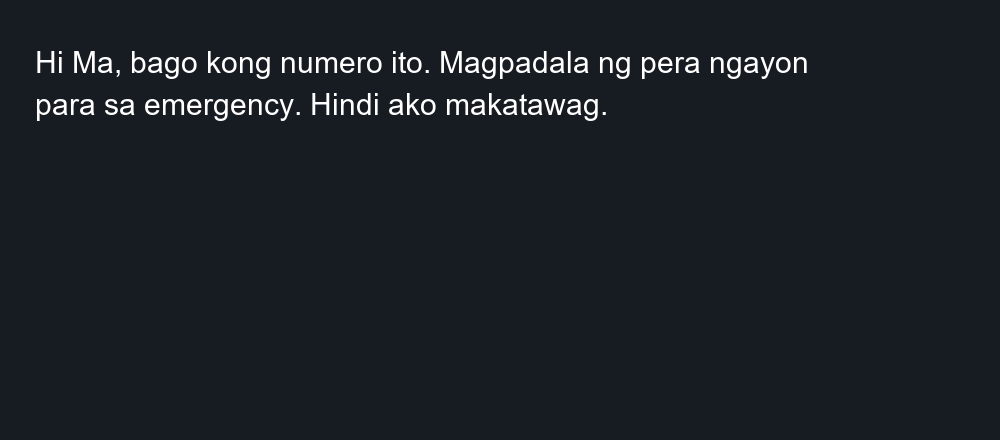 Hi Ma, bago kong numero ito. Magpadala ng pera ngayon
para sa emergency. Hindi ako makatawag.